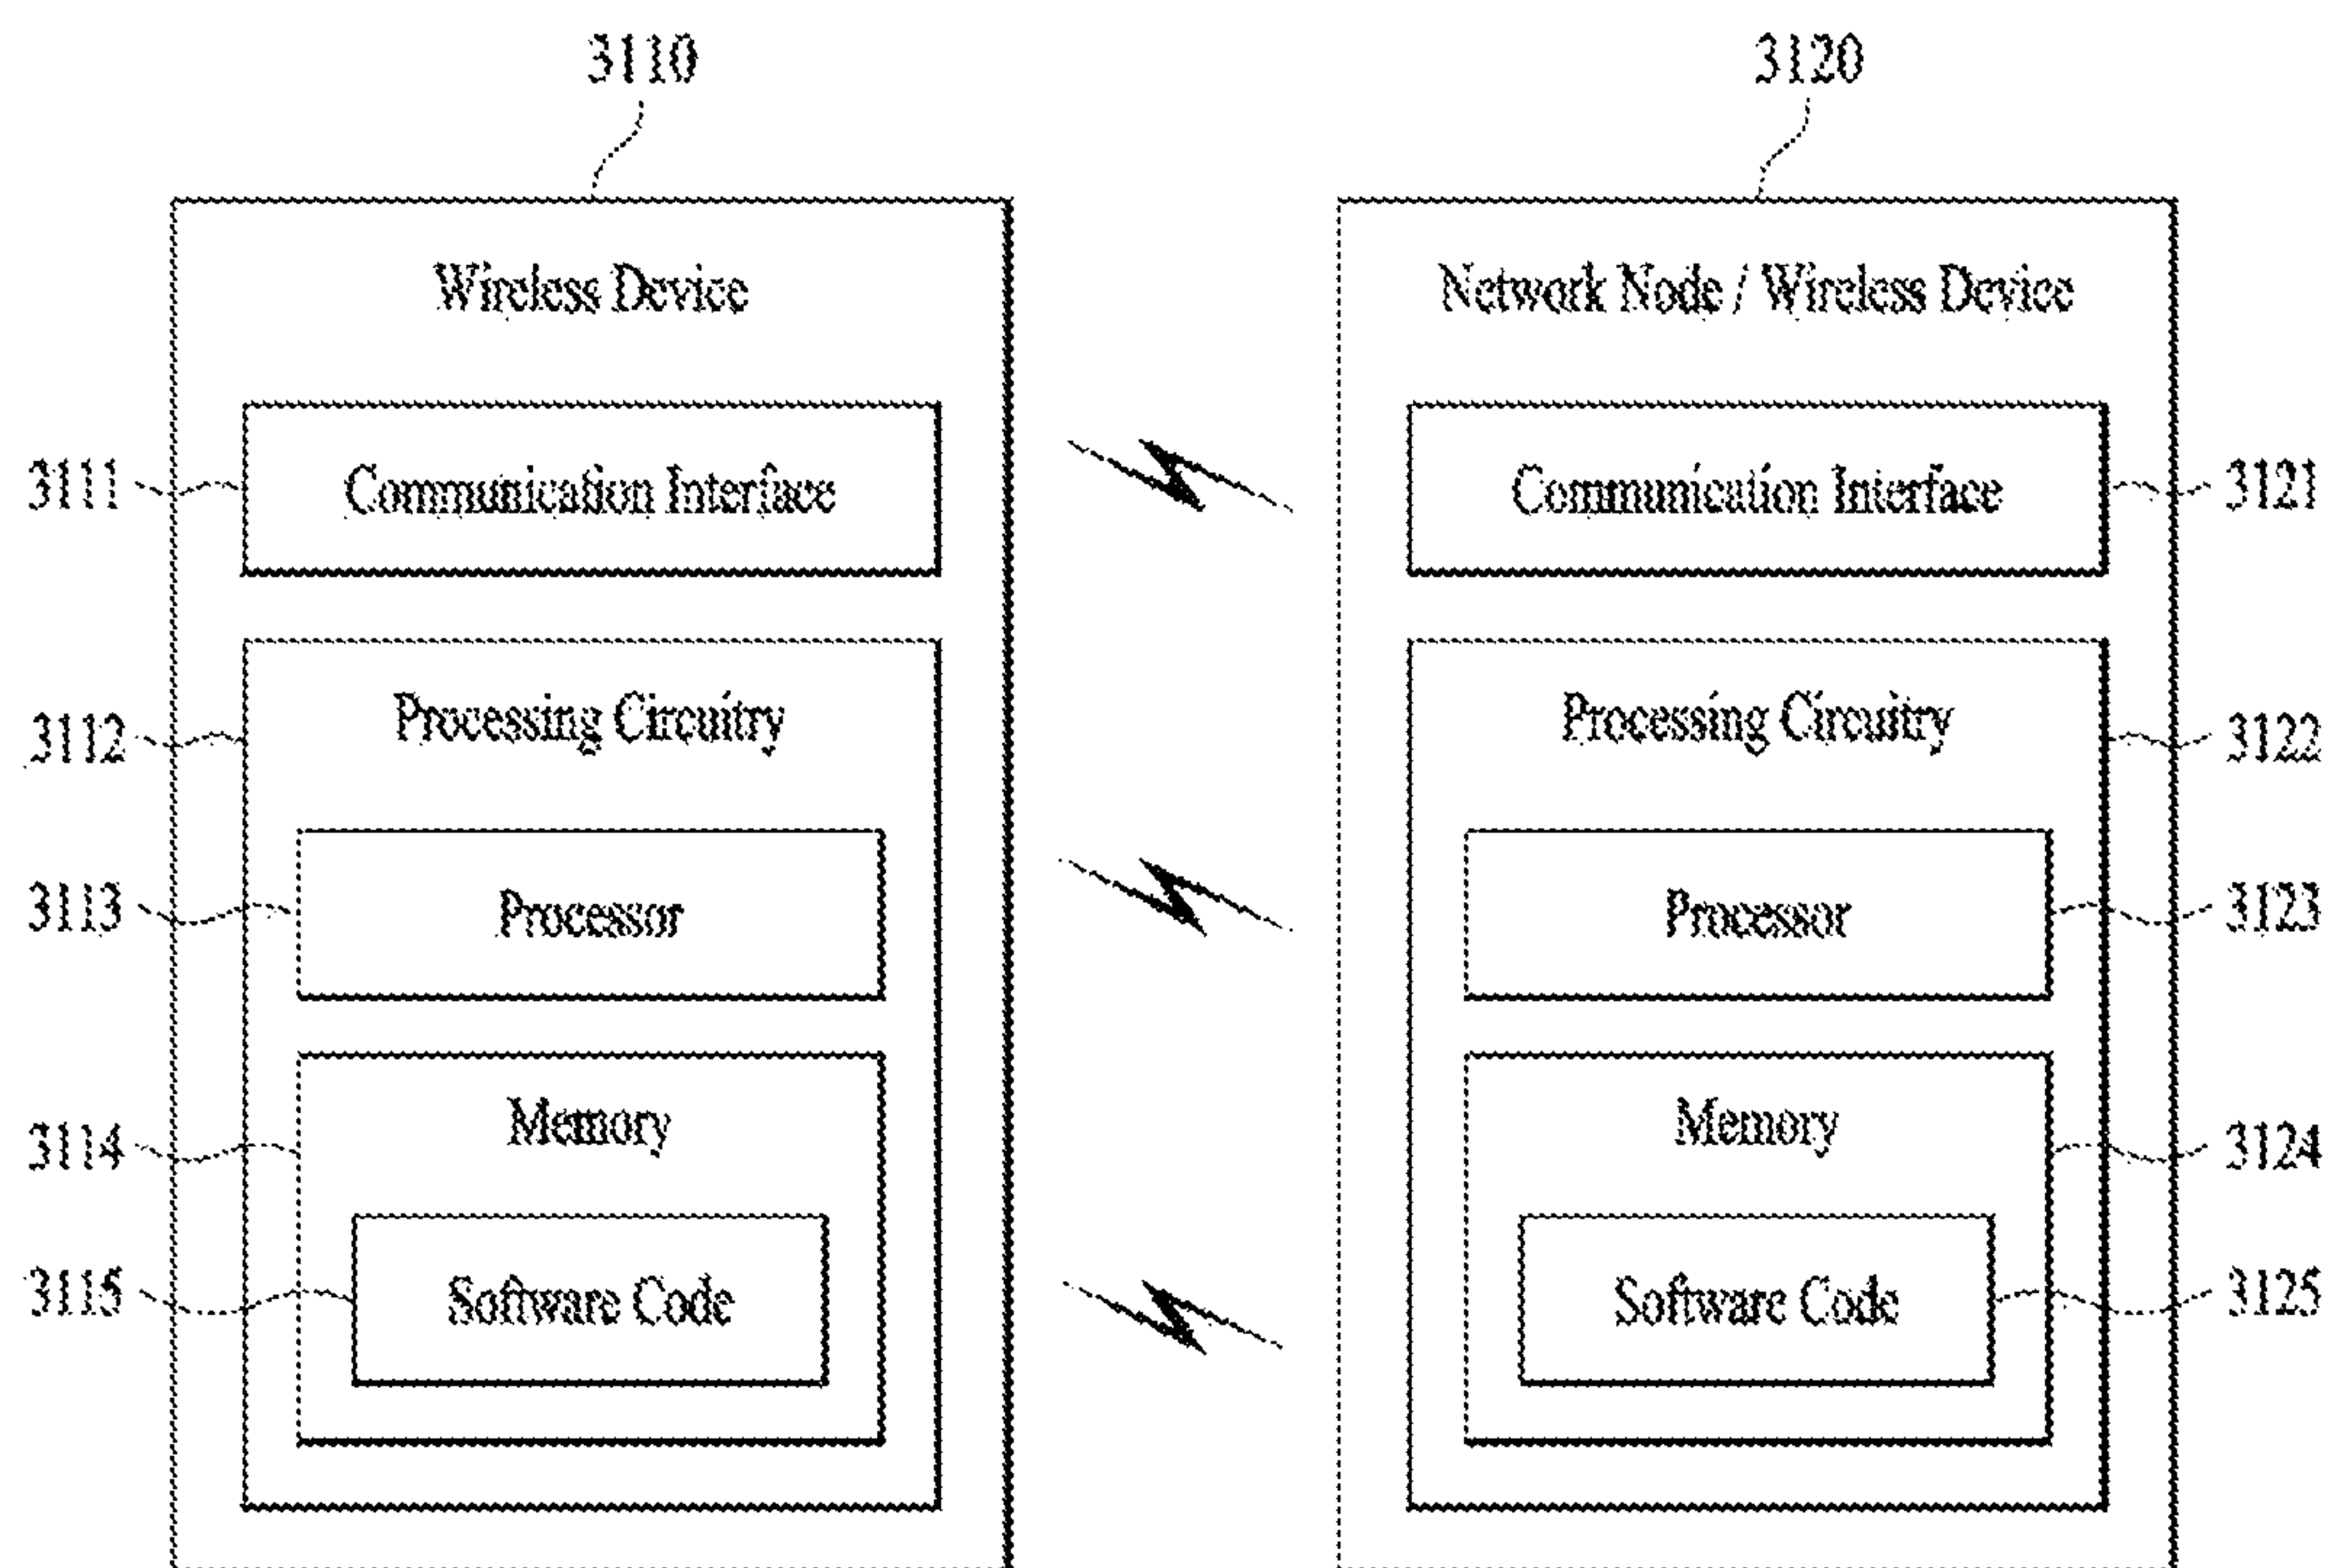 3110
3120
Wireless Device
Network Node / Wireless Device
3111
Communication Interface
Communication Interface
3121
3112
Processing Circuitry
Processing Circuitry
3122
3113
Processor
Processor
3123
3114
Memory
Memory
3124
3115
Software Code
Software Code
3125